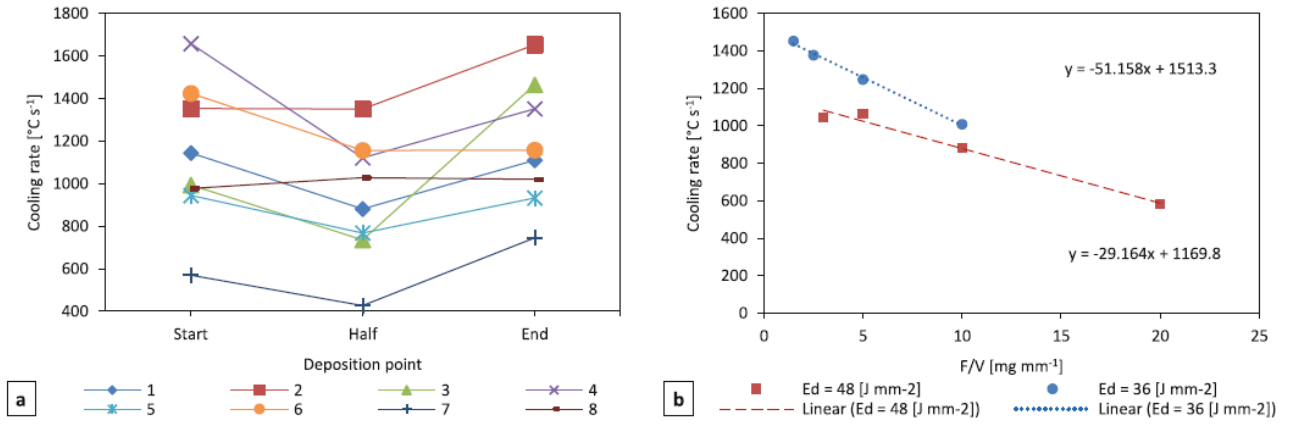 1800
1600
1400
1200
1000
800
600
400
Cooling rate [°C s-1]
Start Half End
Deposition point
1 2 3 4
5 6 7 8
a
1600
1400
1200
1000
800
600
400
200
0
Cooling rate [°C s-1]
y = -51.158x + 1513.3
y = -29.164x + 1169.8
0 5 10 15 20 25
F/V [mg mm-1]
Ed = 48 [J mm-2] Ed = 36 [J mm-2]
Linear (Ed = 48 [J mm-2]) Linear (Ed = 36 [J mm-2])
b